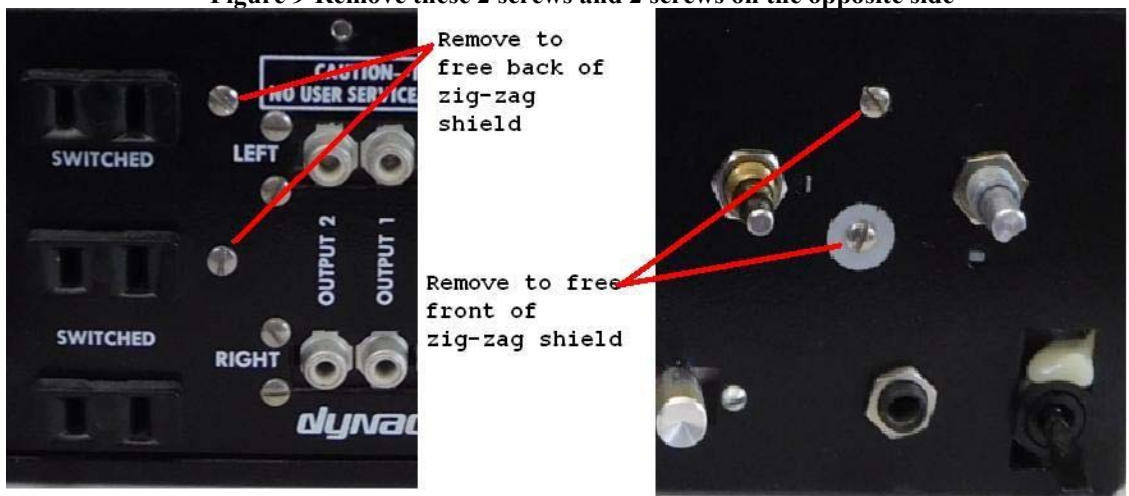 Figure 9 Remove these 2 screws and 2 screws on the opposite side
Remove to
free back of
zig-zag
shield
CAUTION
NO USER SERVICE
SWITCHED
LEFT
OUTPUT 2
OUTPUT 1
Remove to free
front of
zig-zag shield
SWITCHED
RIGHT
dynac